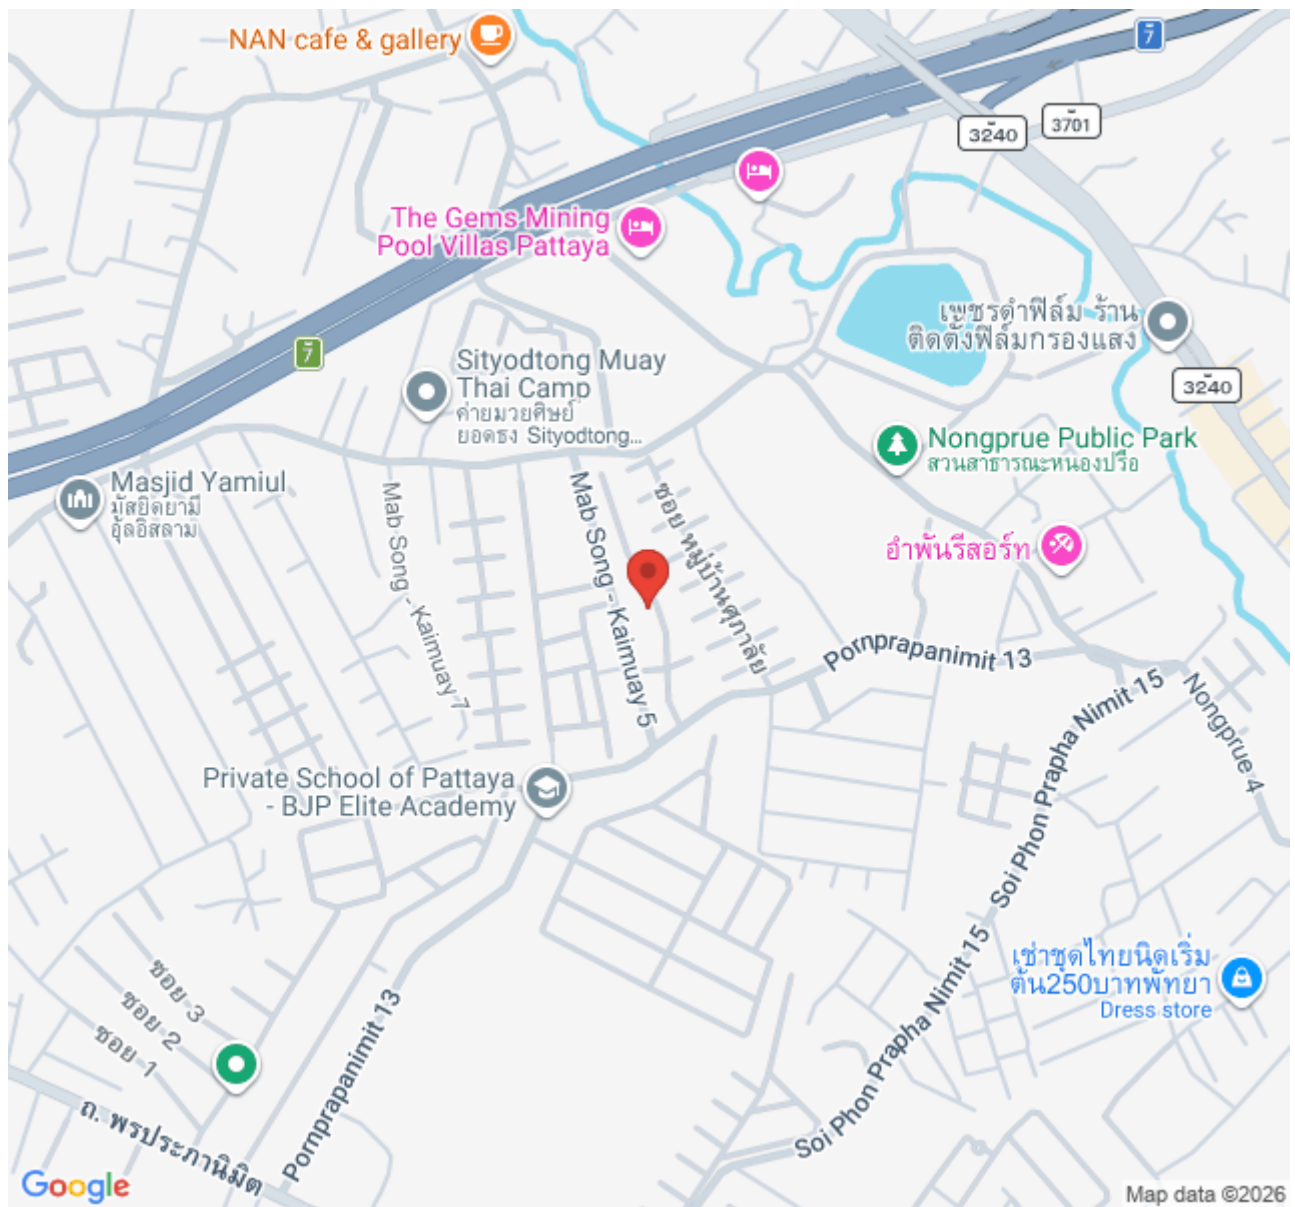 NAN cafe & gallery
7
3240
3701
The Gems Mining
Pool Villas Pattaya
เพชรดำฟิล์ม ร้าน
ติดตั้งฟิล์มกรองแสง
7
Sityodtong Muay
Thai Camp
ค่ายมวยศิษย์
ยอดธง Sityodtong...
3240
Nongprue Public Park
สวนสาธารณะหนองปรือ
Masjid Yamiul
มัสยิดยามี
อุลอิสลาม
Mab Song - Kaimuay 7
Mab Song - Kaimuay 5
ซอย หมู่บ้านศุภาลัย
อำพันรีสอร์ท
Pornprapanimit 13
Soi Phon Prapha Nimit 15
Nongprue 4
Private School of Pattaya
- BJP Elite Academy
ซอย 3
ซอย 2
ซอย 1
Pornprapanimit 13
Soi Phon Prapha Nimit 15
เช่าชุดไทยนิดเริ่ม
ต้น250บาทพัทยา
Dress store
ถ. พรประภานิมิต
Google
Map data ©2026